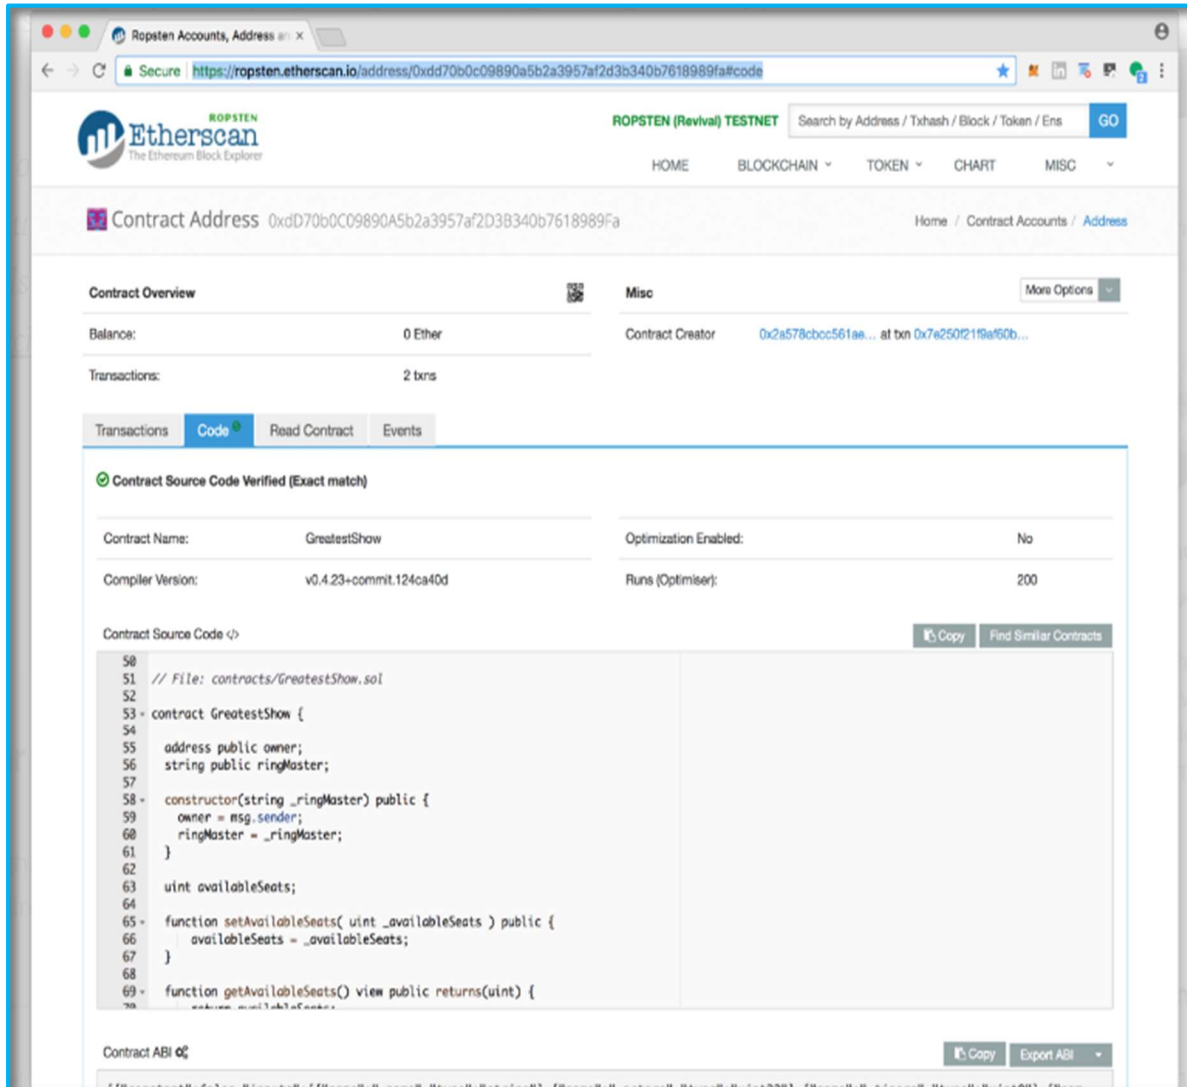 Ropsten Accounts, Address an ×
Secure https://ropsten.etherscan.io/address/0xdd70b0c09890a5b2a3957af2d3b340b7618989fa#code
ROPSTEN
Etherscan
The Ethereum Block Explorer
ROPSTEN (Revival) TESTNET Search by Address / Txhash / Block / Token / Ens GO
HOME BLOCKCHAIN TOKEN CHART MISC
Contract Address 0xdD70b0C09890A5b2a3957af2D3B340b7618989Fa Home / Contract Accounts / Address
Contract Overview Misc More Options
Balance: 0 Ether Contract Creator 0x2a578cbcc561ae... at txn 0x7e250f21f9af60b...
Transactions: 2 txns
Transactions Code Read Contract Events
Contract Source Code Verified (Exact match)
Contract Name: GreatestShow Optimization Enabled: No
Compiler Version: v0.4.23+commit.124ca40d Runs (Optimiser): 200
Contract Source Code </> Copy Find Similiar Contracts
50
51 // File: contracts/GreatestShow.sol
52
53 contract GreatestShow {
54
55 address public owner;
56 string public ringMaster;
57
58 constructor(string _ringMaster) public {
59 owner = msg.sender;
60 ringMaster = _ringMaster;
61 }
62
63 uint availableSeats;
64
65 function setAvailableSeats( uint _availableSeats ) public {
66 availableSeats = _availableSeats;
67 }
68
69 function getAvailableSeats() view public returns(uint) {
70 return availableSeats;
Contract ABI Copy Export ABI